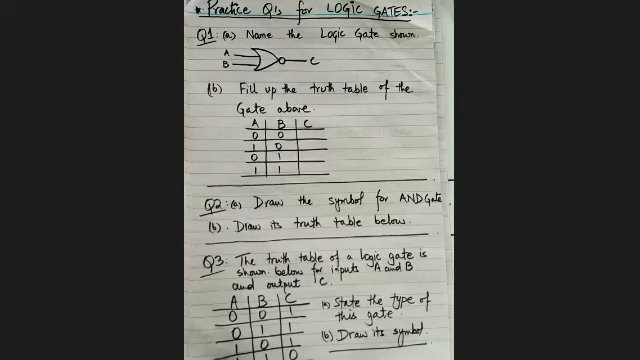 • Practice Q's for LOGIC GATES:-
Q1: (a) Name the Logic Gate shown.
A
B
C
(b) Fill up the truth table of the
Gate above.
A B C
0 0
1 0
0 1
1 1
Q2: (a) Draw the symbol for AND Gate
(b). Draw its truth table below.
Q3: The truth table of a logic gate is
shown below for inputs A and B
and output C.
A B C
0 0 1
0 1 1
1 0 1
1 1 0
(a) State the type of
this gate.
(b) Draw its symbol